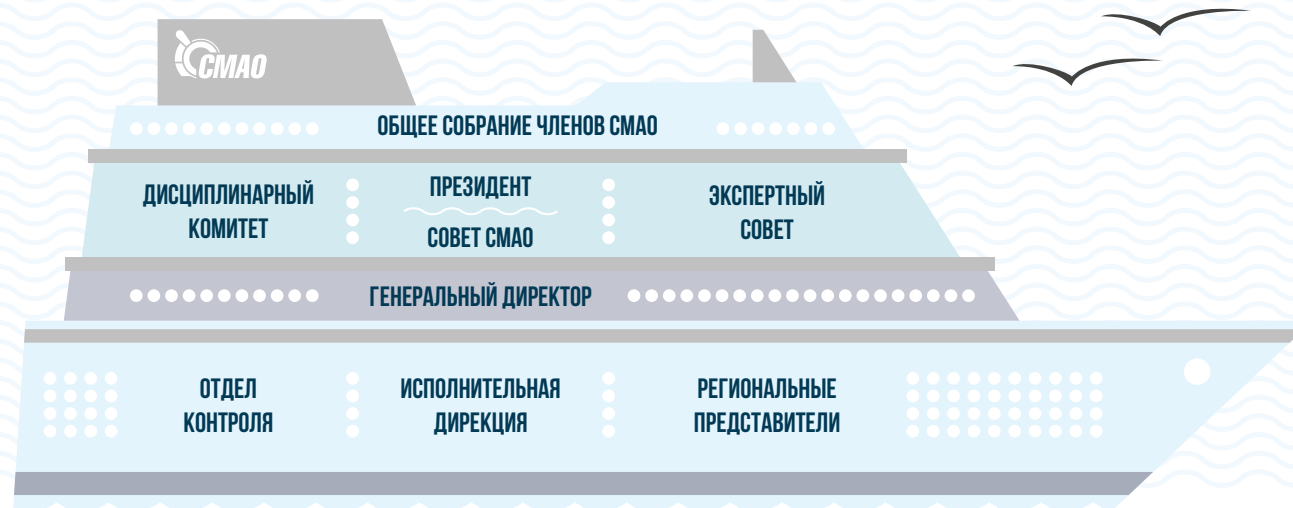 СМАО
ОБЩЕЕ СОБРАНИЕ ЧЛЕНОВ СМАО
ДИСЦИПЛИНАРНЫЙ
КОМИТЕТ
ПРЕЗИДЕНТ
СОВЕТ СМАО
ЭКСПЕРТНЫЙ
СОВЕТ
ГЕНЕРАЛЬНЫЙ ДИРЕКТОР
ОТДЕЛ
КОНТРОЛЯ
ИСПОЛНИТЕЛЬНАЯ
ДИРЕКЦИЯ
РЕГИОНАЛЬНЫЕ
ПРЕДСТАВИТЕЛИ